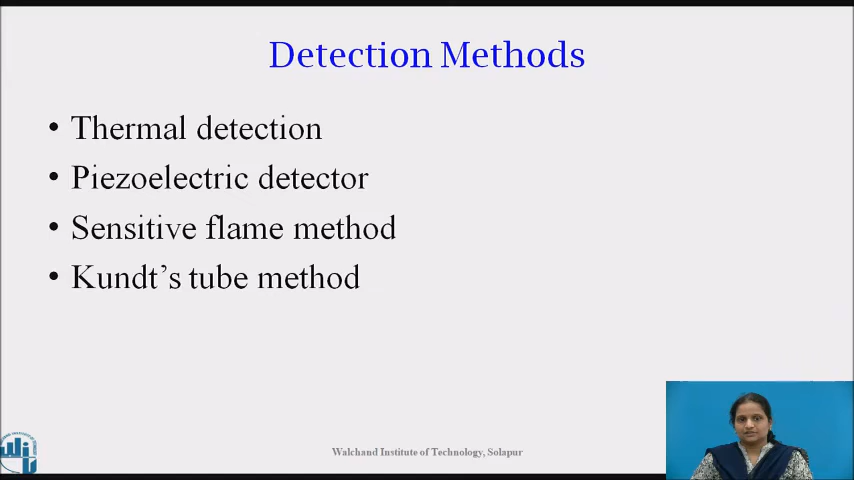 Detection Methods
• Thermal detection
• Piezoelectric detector
• Sensitive flame method
• Kundt's tube method
Walchand Institute of Technology, Solapur